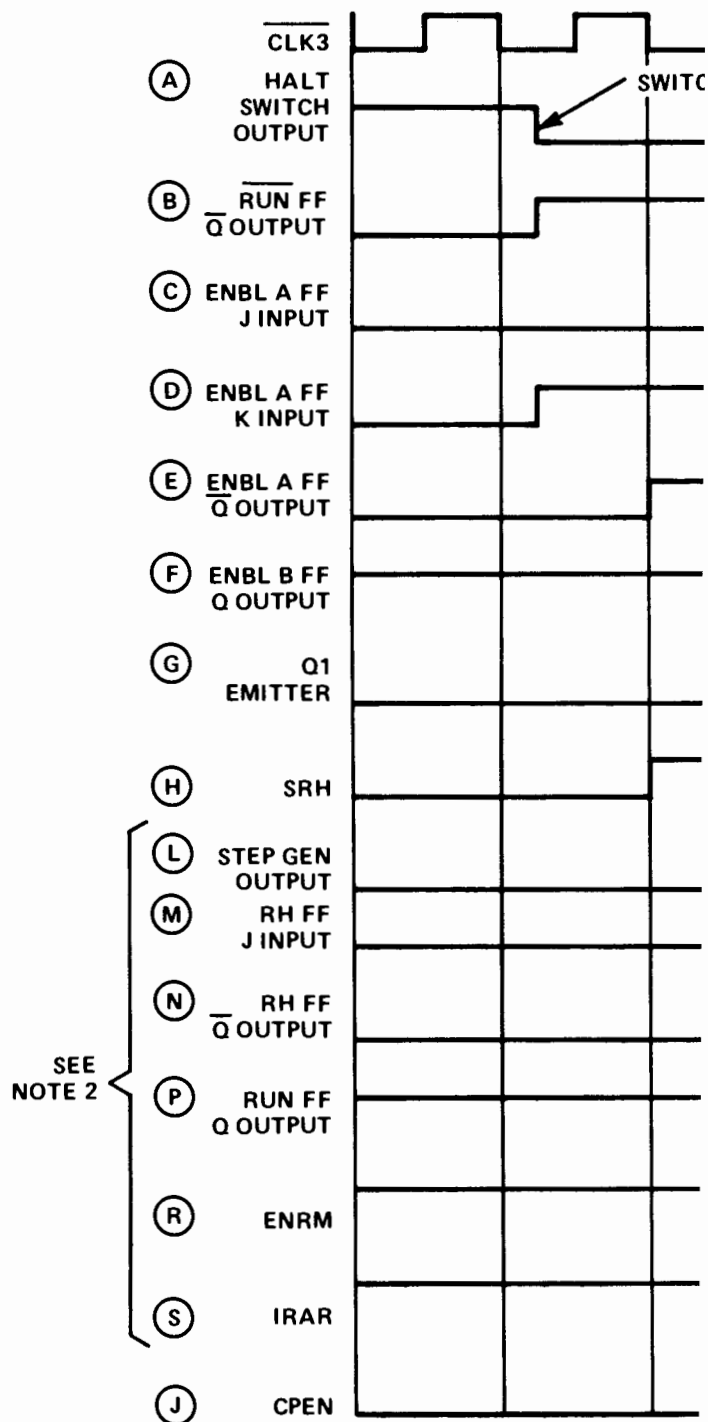 C̅L̅K̅3̅
A HALT
SWITCH
OUTPUT
SWITC
B R̅U̅N̅ FF
Q̅ OUTPUT
C ENBL A FF
J INPUT
D ENBL A FF
K INPUT
E ENBL A FF
Q̅ OUTPUT
F ENBL B FF
Q OUTPUT
G Q1
EMITTER
H SRH
L STEP GEN
OUTPUT
M RH FF
J INPUT
N RH FF
Q̅ OUTPUT
SEE
NOTE 2
P RUN FF
Q OUTPUT
R ENRM
S IRAR
J CPEN